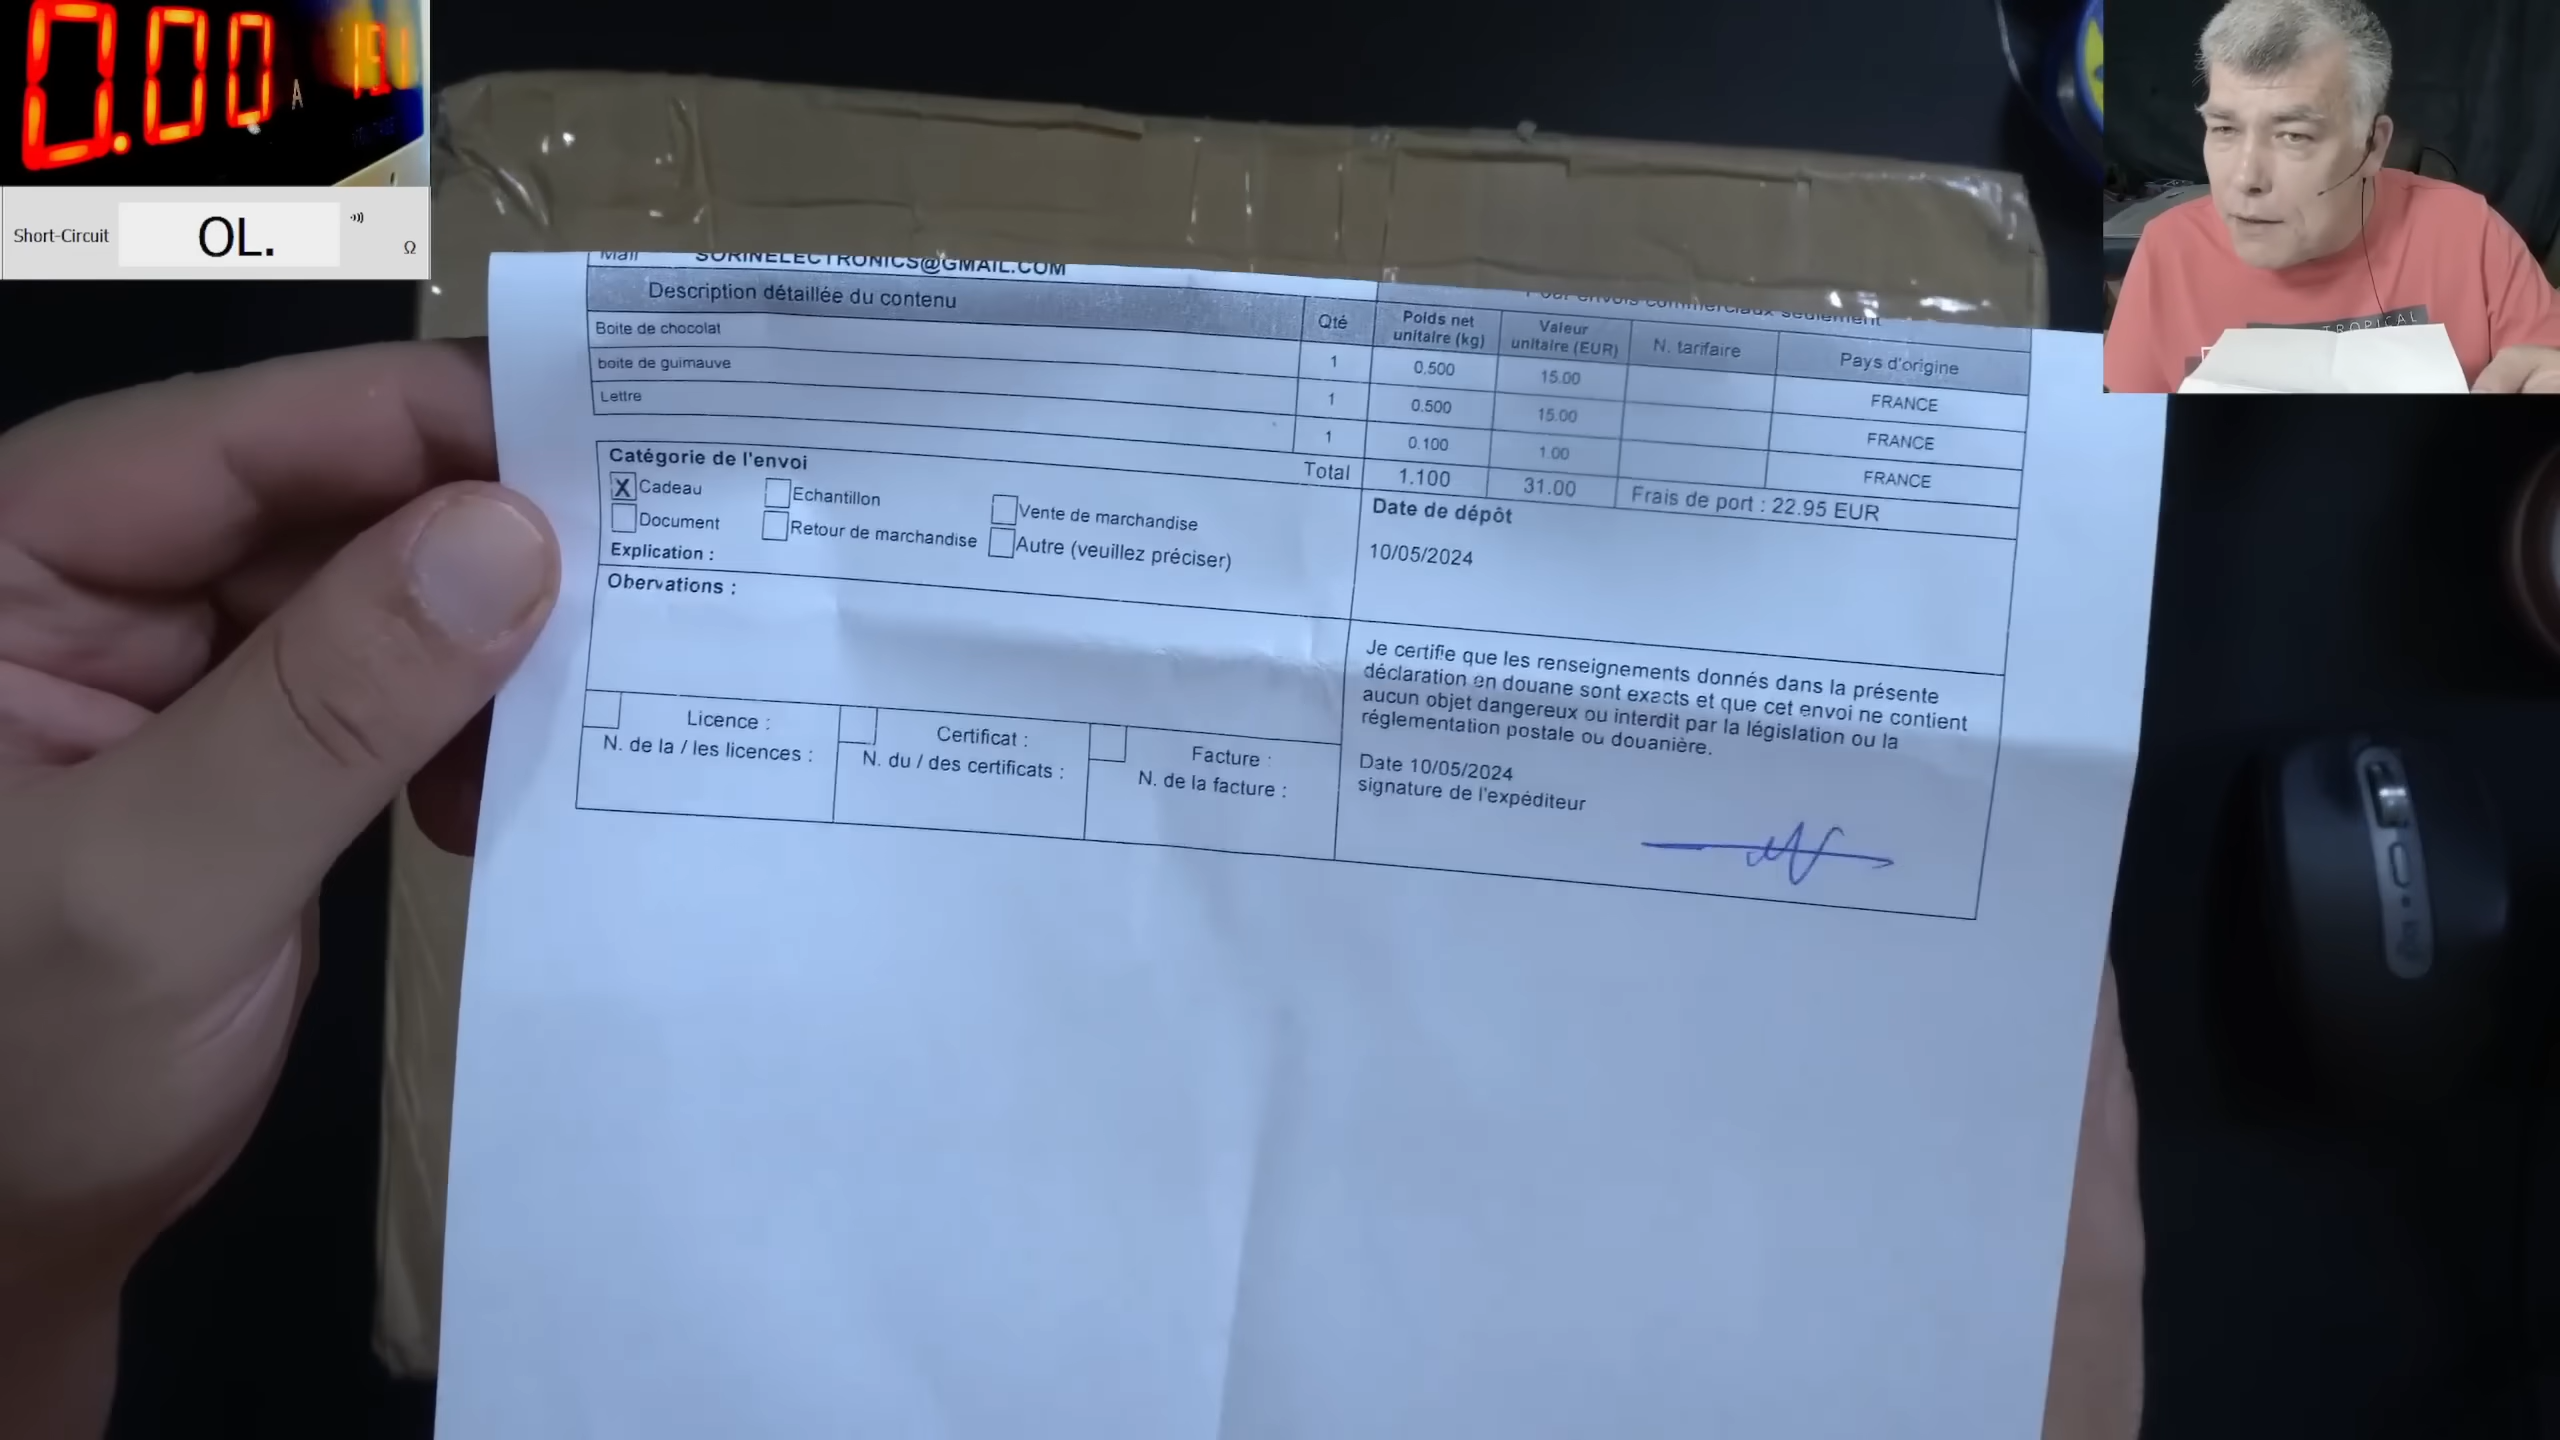 0.00 A
Short-Circuit OL. Ω
TROPICAL
Mail SORINELECTRONICS@GMAIL.COM
Pour envois commerciaux seulement
Description détaillée du contenu Qté Poids net unitaire (kg) Valeur unitaire (EUR) N. tarifaire Pays d'origine
Boite de chocolat 1 0.500 15.00 FRANCE
boite de guimauve 1 0.500 15.00 FRANCE
Lettre 1 0.100 1.00 FRANCE
Total 1.100 31.00 Frais de port : 22.95 EUR
Catégorie de l'envoi
X Cadeau Echantillon Vente de marchandise
Document Retour de marchandise Autre (veuillez préciser)
Explication :
Date de dépôt
10/05/2024
Obervations :
Je certifie que les renseignements donnés dans la présente
déclaration en douane sont exacts et que cet envoi ne contient
aucun objet dangereux ou interdit par la législation ou la
réglementation postale ou douanière.
Date 10/05/2024
signature de l'expéditeur
Licence :
N. de la / les licences :
Certificat :
N. du / des certificats :
Facture :
N. de la facture :